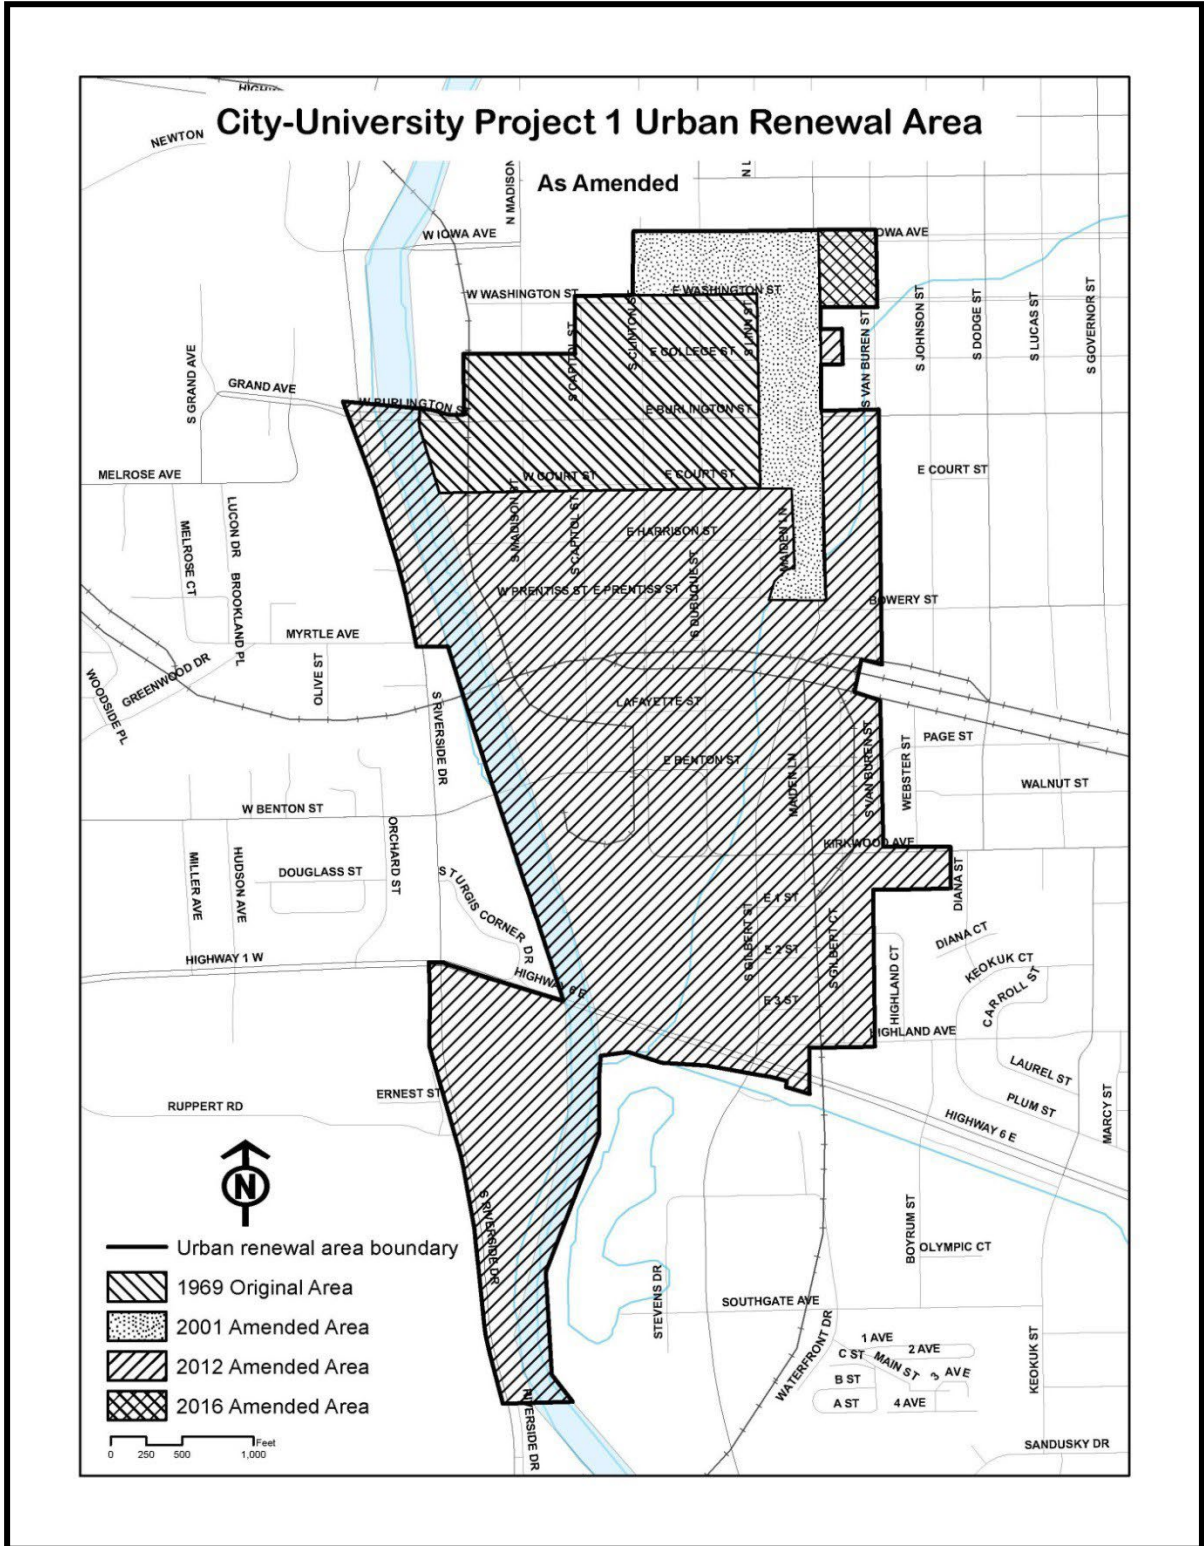 City-University Project 1 Urban Renewal Area
As Amended
NEWTON
N MADISON
N L
W IOWA AVE
OWA AVE
W WASHINGTON ST
E WASHINGTON ST
S CAPITOL ST
S CLINTON ST
S LINN ST
E COLLEGE ST
S VAN BUREN ST
S JOHNSON ST
S DODGE ST
S LUCAS ST
S GOVERNOR ST
S GRAND AVE
GRAND AVE
W BURLINGTON ST
E BURLINGTON ST
MELROSE AVE
W COURT ST
E COURT ST
E COURT ST
MELROSE CT
LUCON DR
BROOKLAND PL
S MADISON ST
S CAPITOL ST
E HARRISON ST
MAIDEN LN
W PRENTISS ST
E PRENTISS ST
S DUBUQUE ST
BOWERY ST
MYRTLE AVE
GREENWOOD DR
WOODSIDE PL
OLIVE ST
S RIVERSIDE DR
LAFAYETTE ST
E BENTON ST
MAIDEN LN
S VAN BUREN ST
WEBSTER ST
PAGE ST
WALNUT ST
W BENTON ST
ORCHARD ST
KIRKWOOD AVE
MILLER AVE
HUDSON AVE
DOUGLASS ST
STURGIS CORNER DR
DIANA ST
E 1 ST
S GILBERT ST
E 2 ST
S GILBERT CT
E 3 ST
DIANA CT
KEOKUK CT
CARROLL ST
HIGHLAND CT
HIGHWAY 1 W
HIGHWAY 6 E
HIGHLAND AVE
LAUREL ST
PLUM ST
MARCY ST
ERNEST ST
RUPPERT RD
HIGHWAY 6 E
N
S RIVERSIDE DR
BOYRUM ST
OLYMPIC CT
STEVENS DR
SOUTHGATE AVE
WATERFRONT DR
1 AVE
2 AVE
C ST
MAIN ST
3 AVE
B ST
A ST
4 AVE
KEOKUK ST
RIVERSIDE DR
SANDUSKY DR
Urban renewal area boundary
1969 Original Area
2001 Amended Area
2012 Amended Area
2016 Amended Area
Feet
0 250 500 1,000